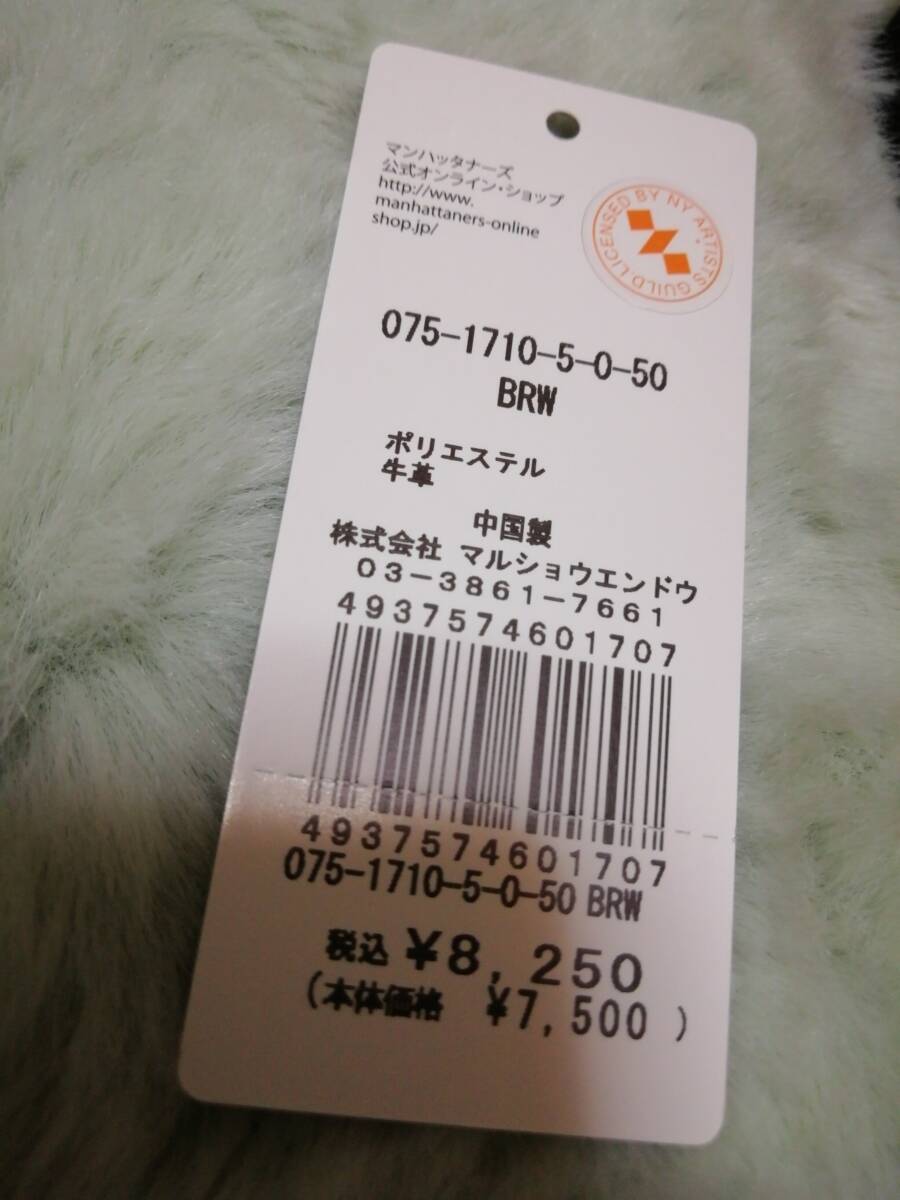 マンハッタナーズ
公式オンライン・ショップ
http://www.
manhattaners-online
shop.jp/
LICENSED BY NY ARTISTS GUILD.
075-1710-5-0-50
BRW
ポリエステル
牛革
中国製
株式会社 マルショウエンドウ
03-3861-7661
4937574601707
4937574601707
075-1710-5-0-50 BRW
税込 ¥8,250
(本体価格 ¥7,500 )